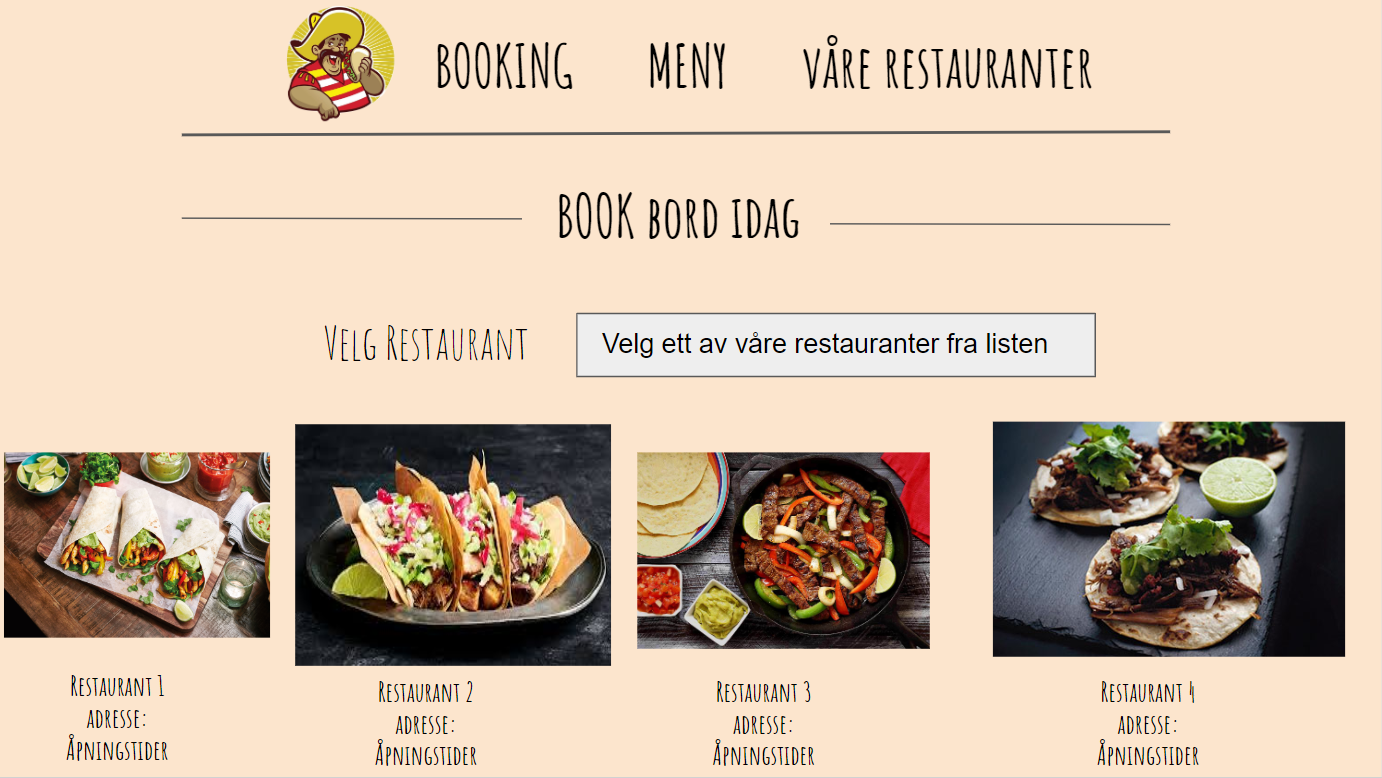 BOOKING MENY VÅRE RESTAURANTER
BOOK BORD IDAG
Velg Restaurant
Velg ett av våre restauranter fra listen
Restaurant 1
adresse:
Åpningstider
Restaurant 2
adresse:
Åpningstider
Restaurant 3
adresse:
Åpningstider
Restaurant 4
adresse:
Åpningstider